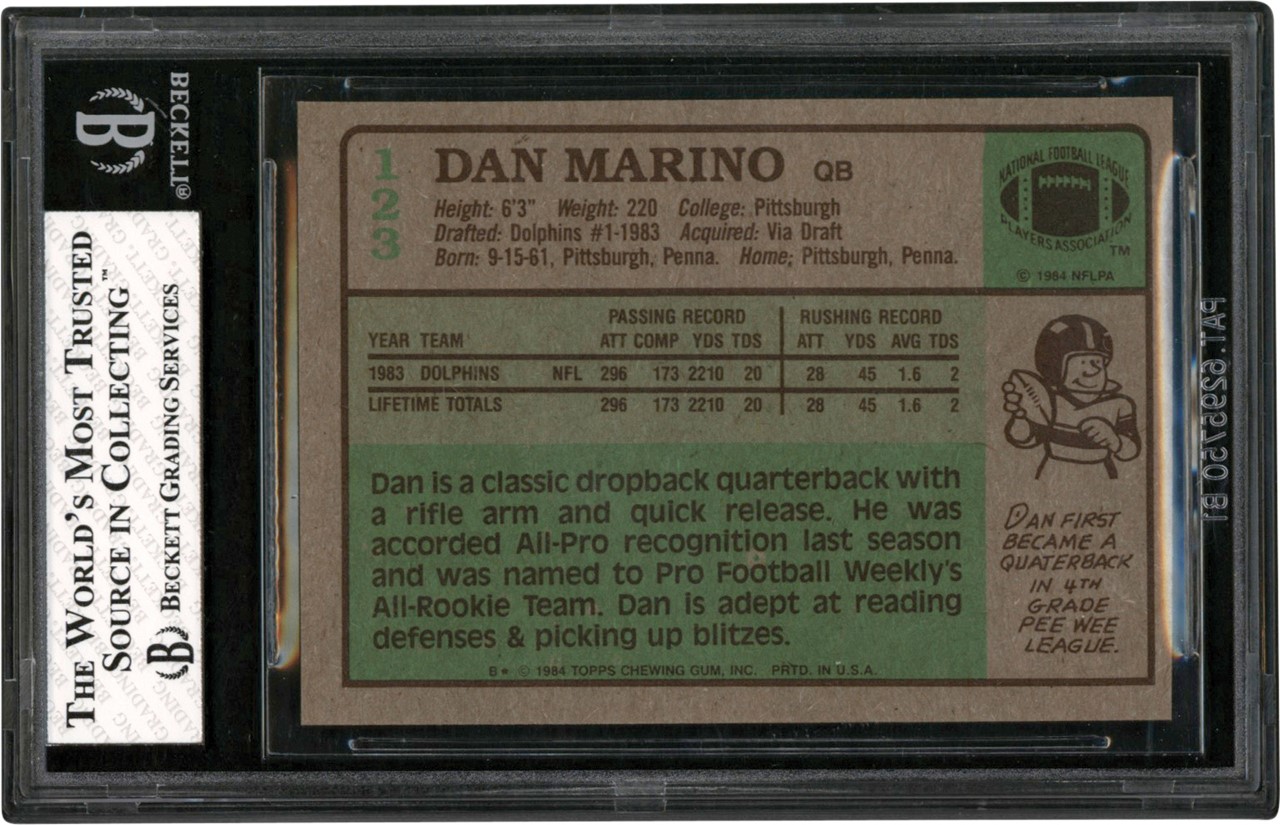 BECKETT®
B
THE WORLD'S MOST TRUSTED
SOURCE IN COLLECTING™
B BECKETT GRADING SERVICES
123
DAN MARINO QB
Height: 6'3" Weight: 220 College: Pittsburgh
Drafted: Dolphins #1-1983 Acquired: Via Draft
Born: 9-15-61, Pittsburgh, Penna. Home; Pittsburgh, Penna.
NATIONAL FOOTBALL LEAGUE
PLAYERS ASSOCIATION
TM
© 1984 NFLPA
PASSING RECORD RUSHING RECORD
YEAR TEAM ATT COMP YDS TDS ATT YDS AVG TDS
1983 DOLPHINS NFL 296 173 2210 20 28 45 1.6 2
LIFETIME TOTALS 296 173 2210 20 28 45 1.6 2
Dan is a classic dropback quarterback with
a rifle arm and quick release. He was
accorded All-Pro recognition last season
and was named to Pro Football Weekly's
All-Rookie Team. Dan is adept at reading
defenses & picking up blitzes.
B* © 1984 TOPPS CHEWING GUM, INC. PRTD. IN U.S.A.
DAN FIRST
BECAME A
QUATERBACK
IN 4TH
GRADE
PEE WEE
LEAGUE.
PAT. 6295750 B1